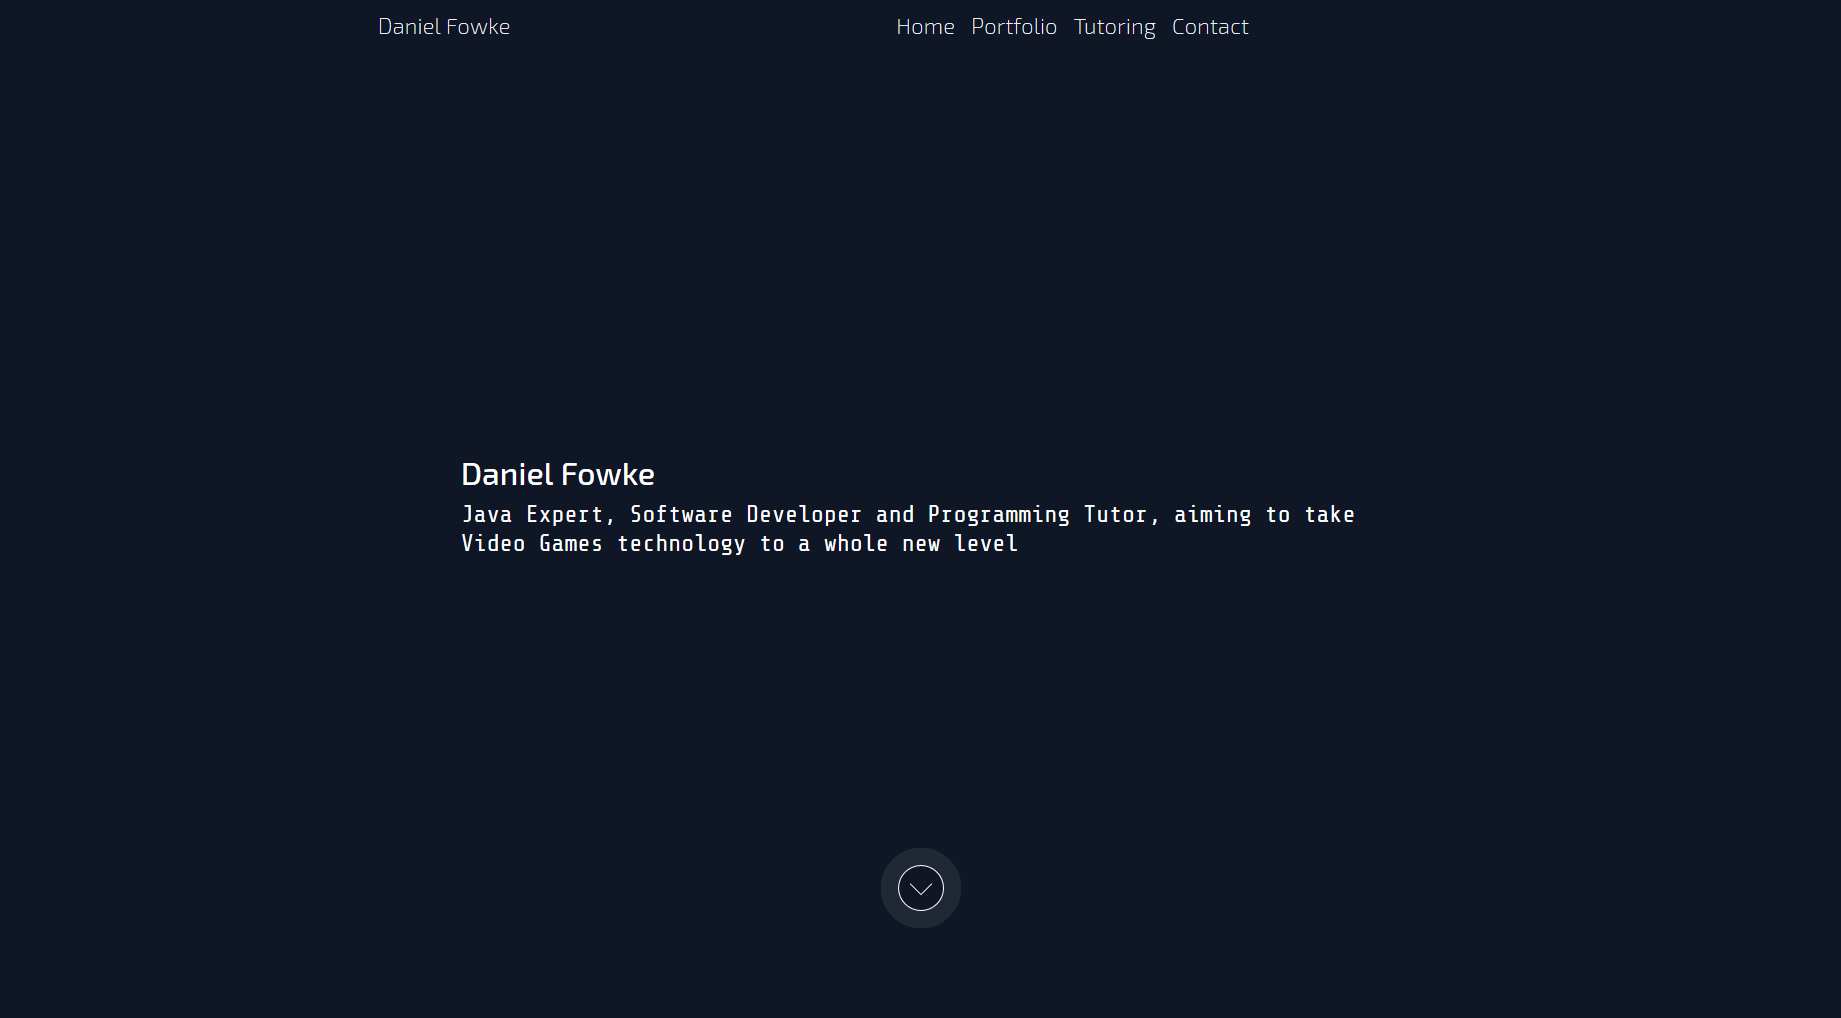 Daniel Fowke
Home Portfolio Tutoring Contact
Daniel Fowke
Java Expert, Software Developer and Programming Tutor, aiming to take
Video Games technology to a whole new level